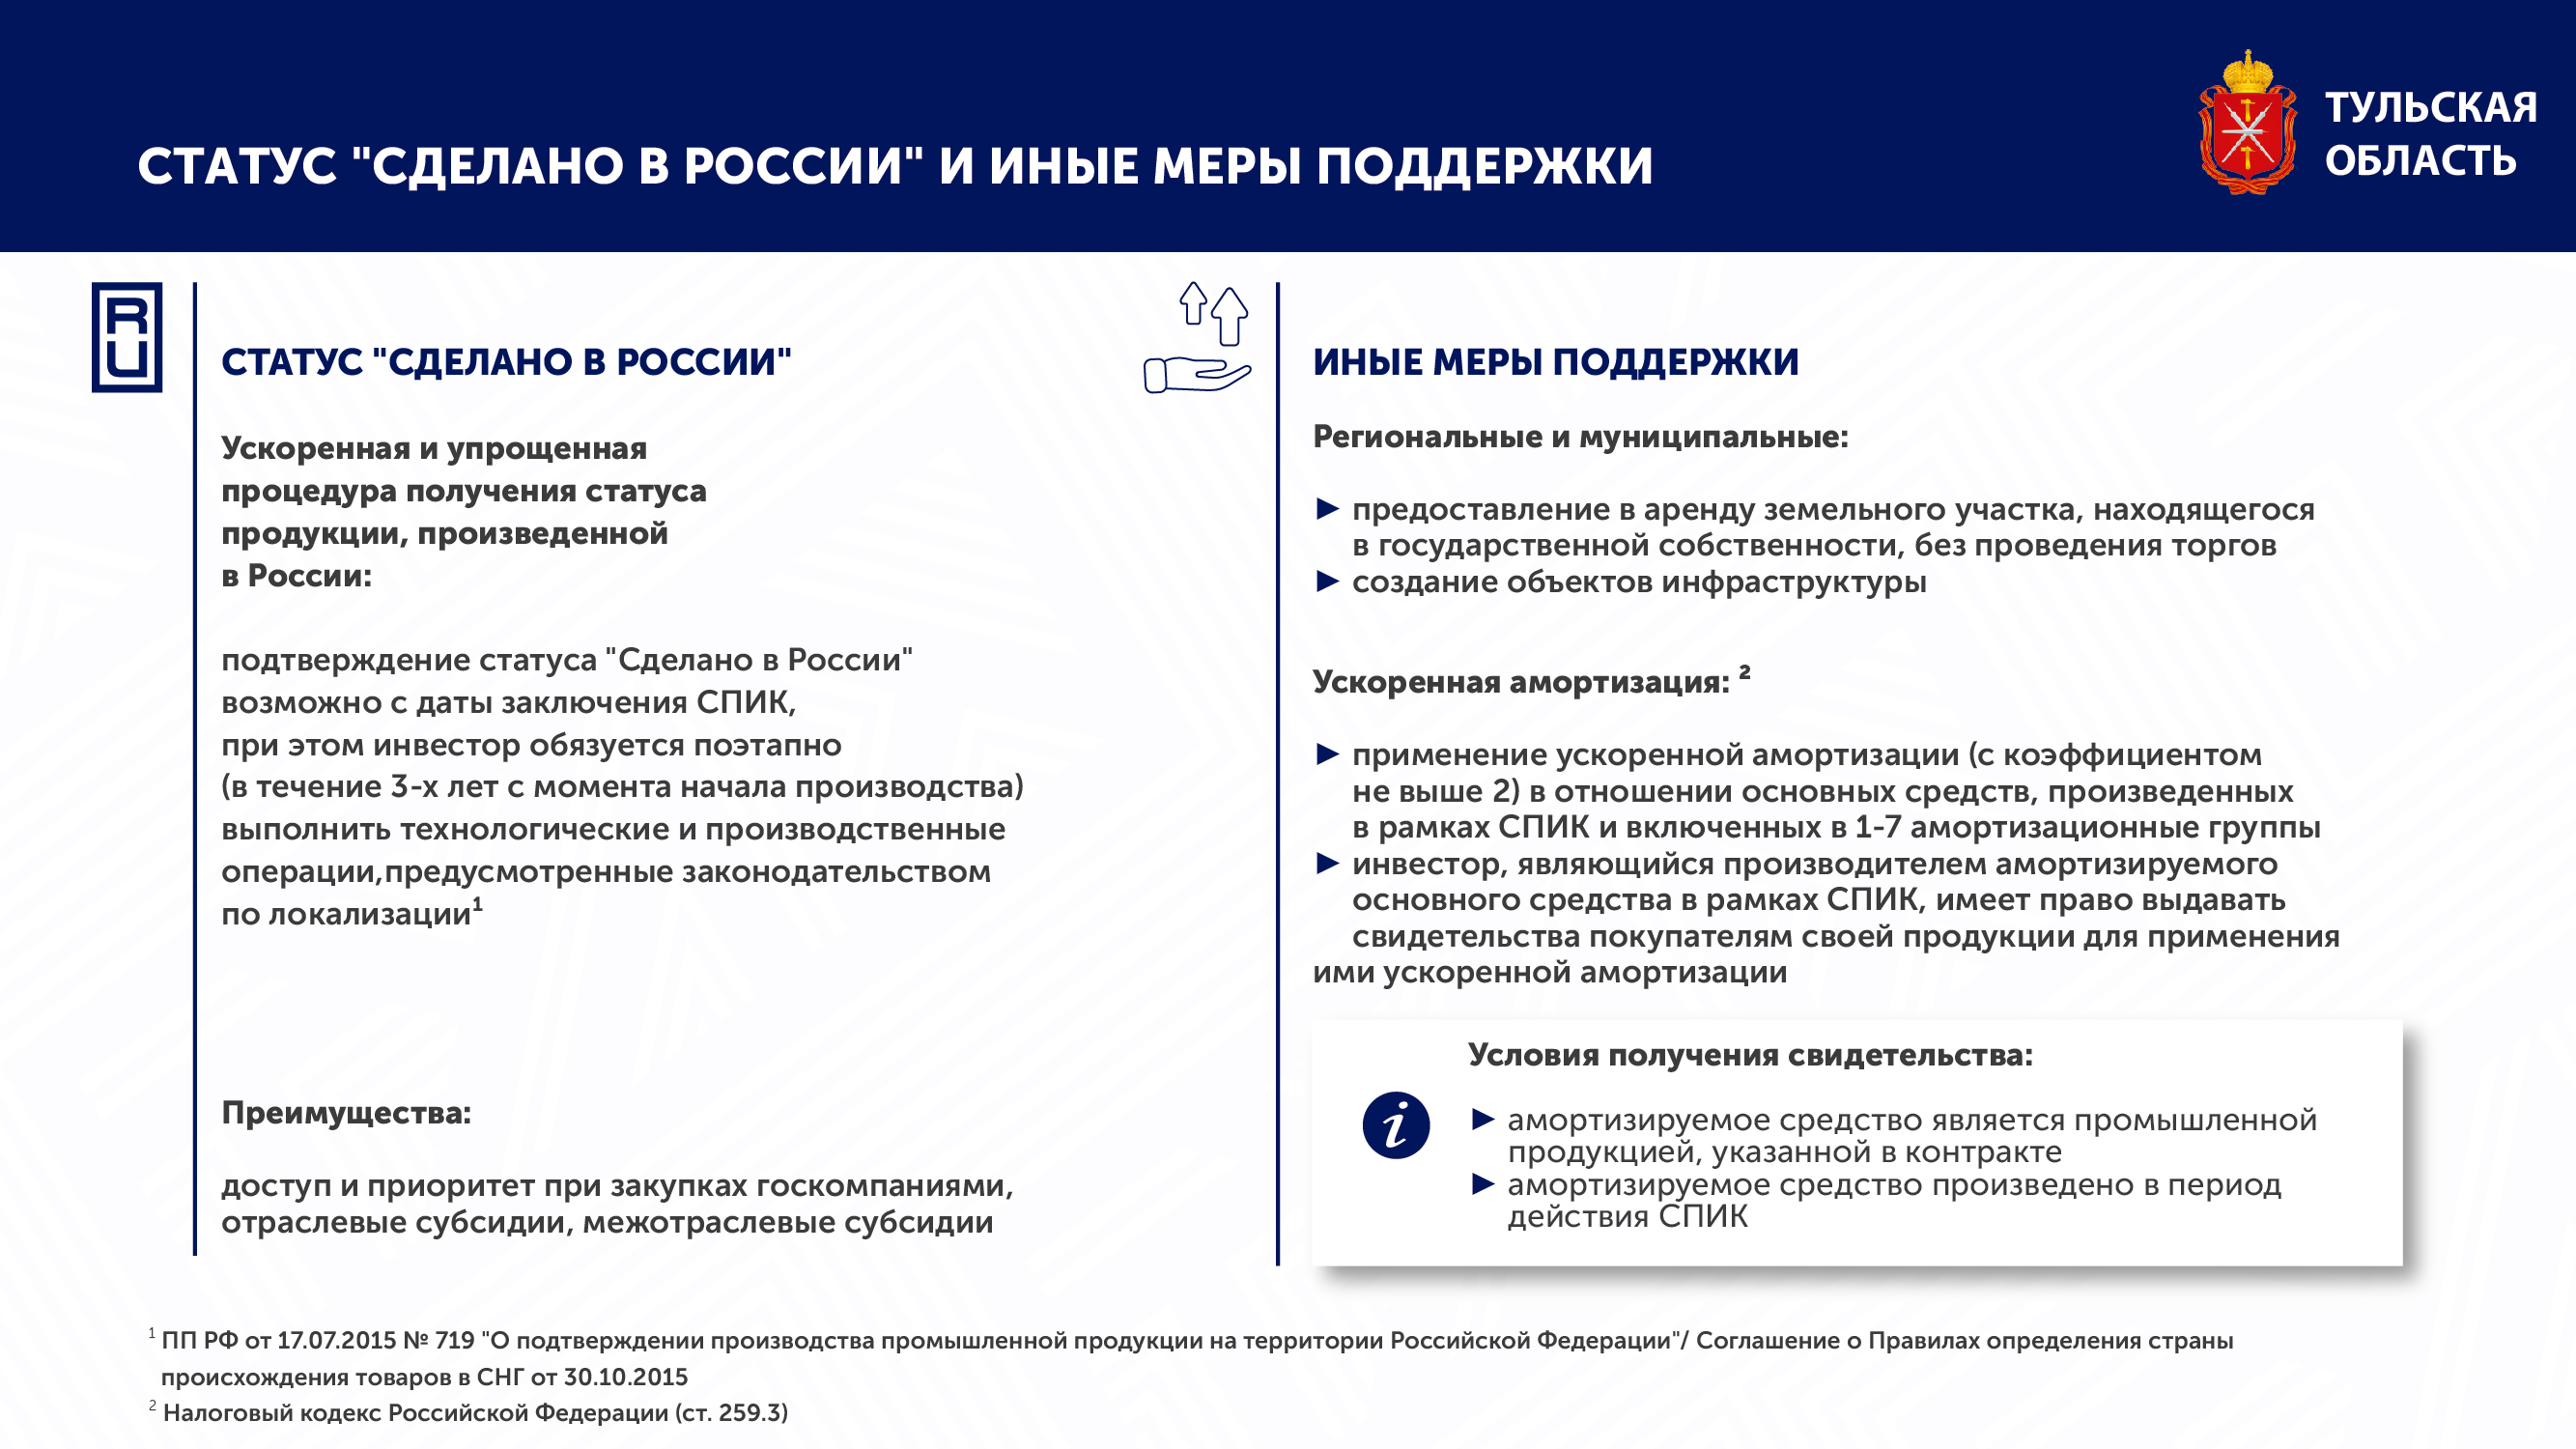 СТАТУС "СДЕЛАНО В РОССИИ" И ИНЫЕ МЕРЫ ПОДДЕРЖКИ
ТУЛЬСКАЯ
ОБЛАСТЬ
RU
СТАТУС "СДЕЛАНО В РОССИИ"
Ускоренная и упрощенная
процедура получения статуса
продукции, произведенной
в России:
подтверждение статуса "Сделано в России"
возможно с даты заключения СПИК,
при этом инвестор обязуется поэтапно
(в течение 3-х лет с момента начала производства)
выполнить технологические и производственные
операции,предусмотренные законодательством
по локализации¹
Преимущества:
доступ и приоритет при закупках госкомпаниями,
отраслевые субсидии, межотраслевые субсидии
ИНЫЕ МЕРЫ ПОДДЕРЖКИ
Региональные и муниципальные:
► предоставление в аренду земельного участка, находящегося
в государственной собственности, без проведения торгов
► создание объектов инфраструктуры
Ускоренная амортизация: ²
► применение ускоренной амортизации (с коэффициентом
не выше 2) в отношении основных средств, произведенных
в рамках СПИК и включенных в 1-7 амортизационные группы
► инвестор, являющийся производителем амортизируемого
основного средства в рамках СПИК, имеет право выдавать
свидетельства покупателям своей продукции для применения
ими ускоренной амортизации
Условия получения свидетельства:
i
► амортизируемое средство является промышленной
продукцией, указанной в контракте
► амортизируемое средство произведено в период
действия СПИК
¹ ПП РФ от 17.07.2015 № 719 "О подтверждении производства промышленной продукции на территории Российской Федерации"/ Соглашение о Правилах определения страны
происхождения товаров в СНГ от 30.10.2015
² Налоговый кодекс Российской Федерации (ст. 259.3)